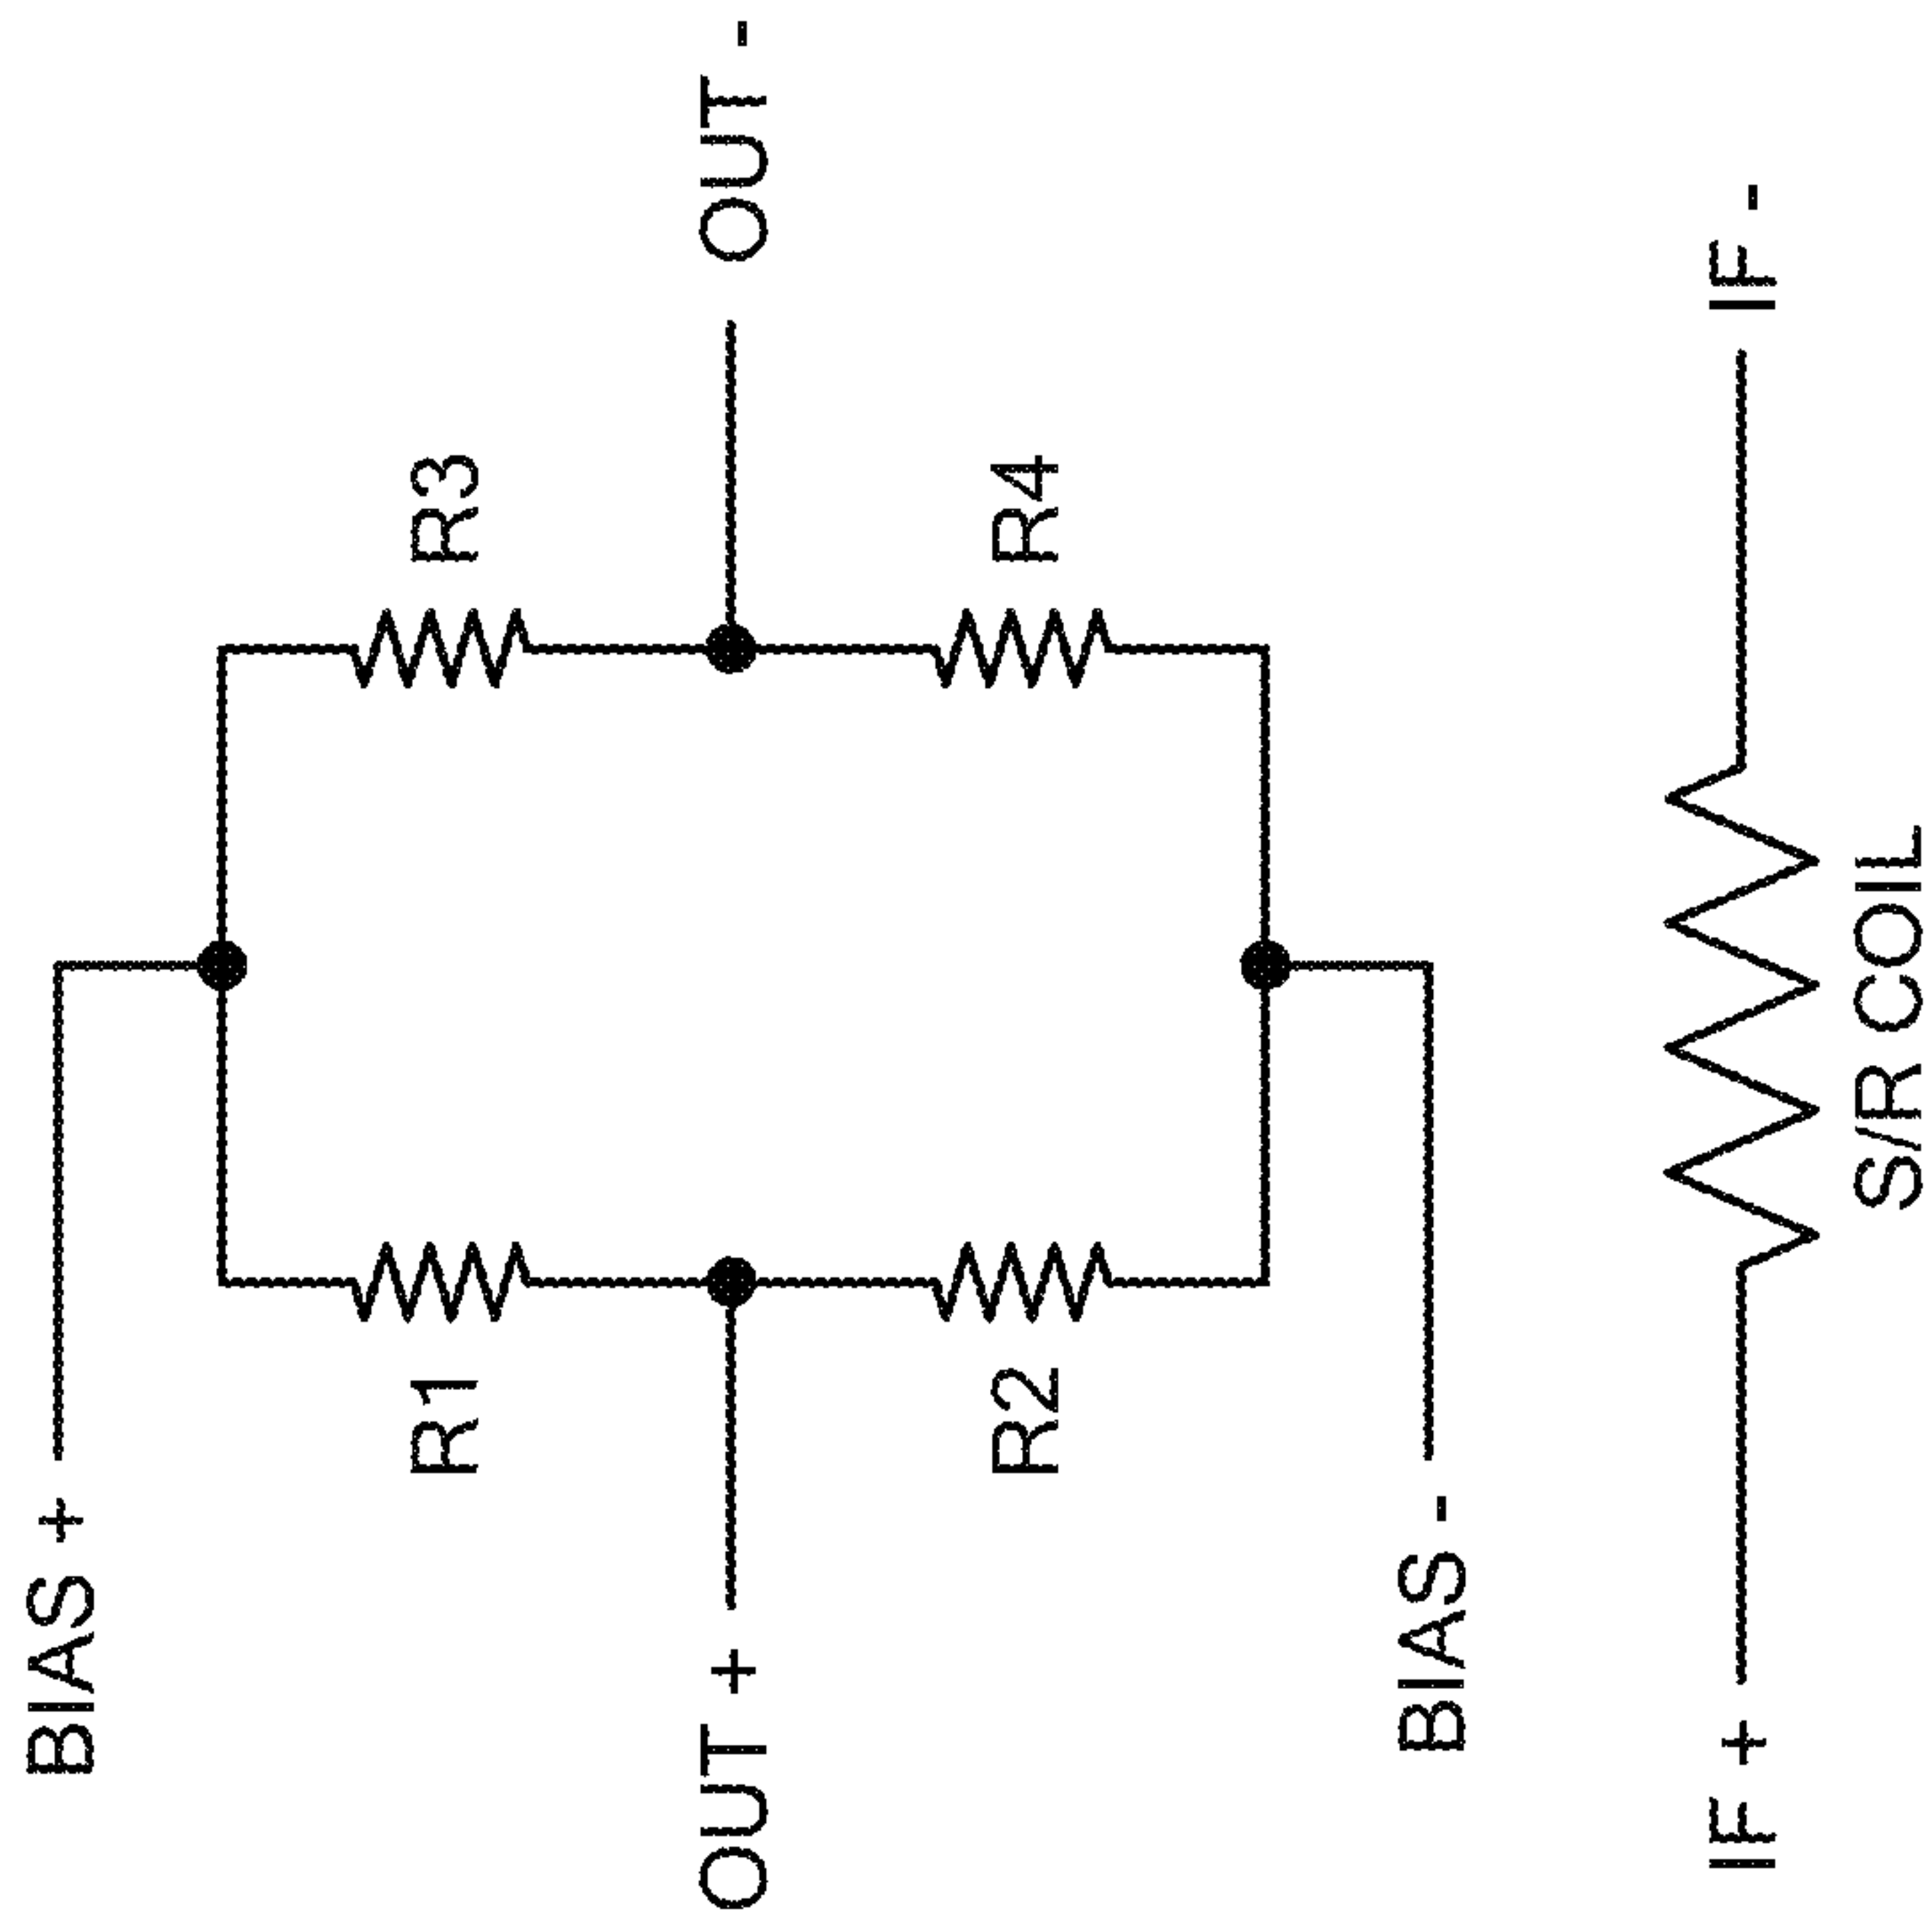 BIAS +
R1
R3
OUT +
OUT -
R2
R4
BIAS -
IF +
IF -
S/R COIL